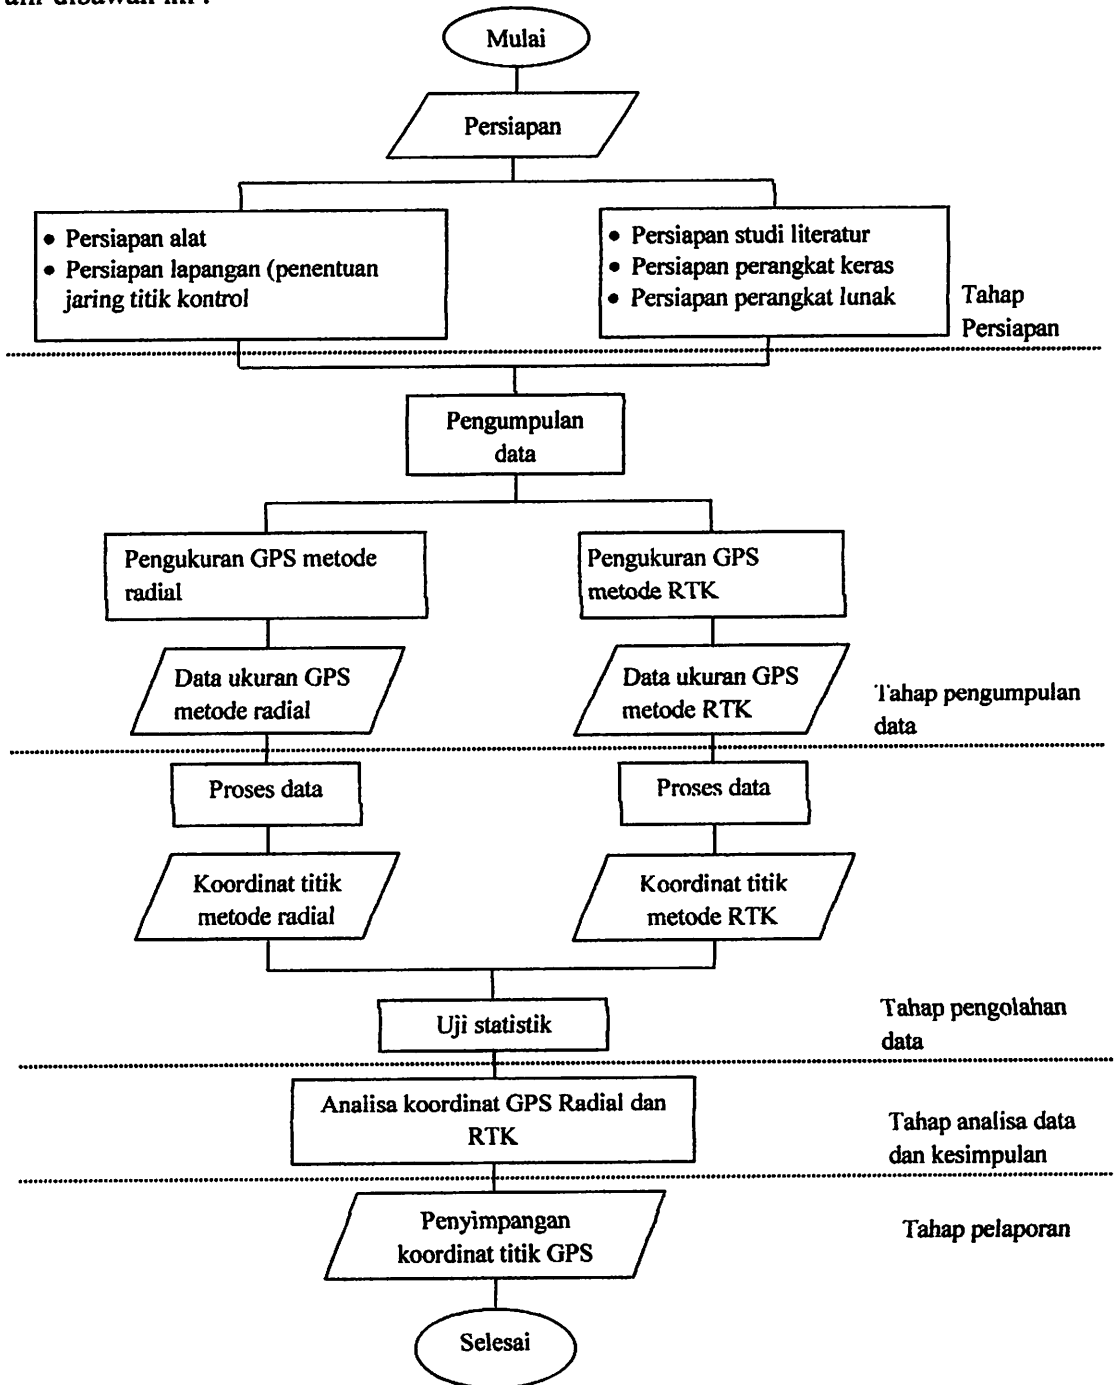 Mulai
Persiapan
• Persiapan alat
• Persiapan lapangan (penentuan
jaring titik kontrol
• Persiapan studi literatur
• Persiapan perangkat keras
• Persiapan perangkat lunak
Tahap
Persiapan
Pengumpulan
data
Pengukuran GPS metode
radial
Pengukuran GPS
metode RTK
Data ukuran GPS
metode radial
Data ukuran GPS
metode RTK
Tahap pengumpulan
data
Proses data
Proses data
Koordinat titik
metode radial
Koordinat titik
metode RTK
Uji statistik
Tahap pengolahan
data
Analisa koordinat GPS Radial dan
RTK
Tahap analisa data
dan kesimpulan
Penyimpangan
koordinat titik GPS
Tahap pelaporan
Selesai